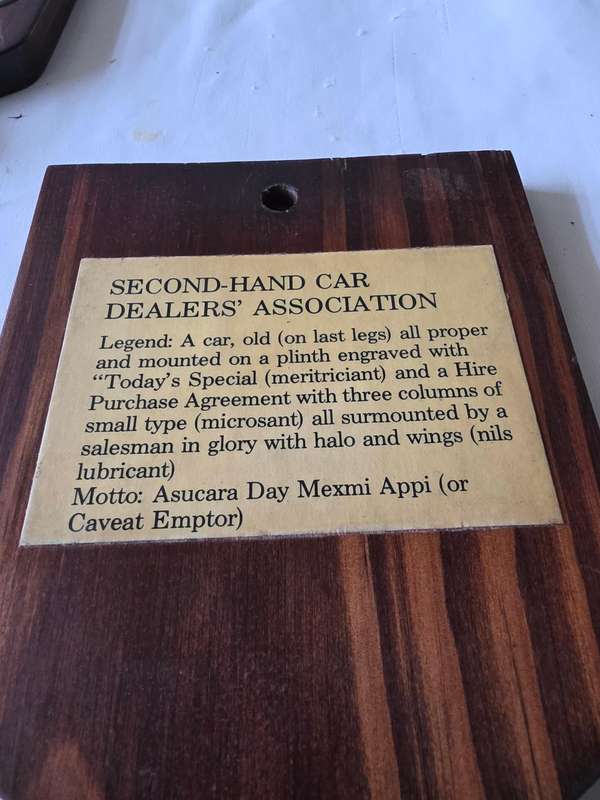 SECOND-HAND CAR
DEALERS' ASSOCIATION
Legend: A car, old (on last legs) all proper
and mounted on a plinth engraved with
"Today's Special (meritriciant) and a Hire
Purchase Agreement with three columns of
small type (microsant) all surmounted by a
salesman in glory with halo and wings (nils
lubricant)
Motto: Asucara Day Mexmi Appi (or
Caveat Emptor)